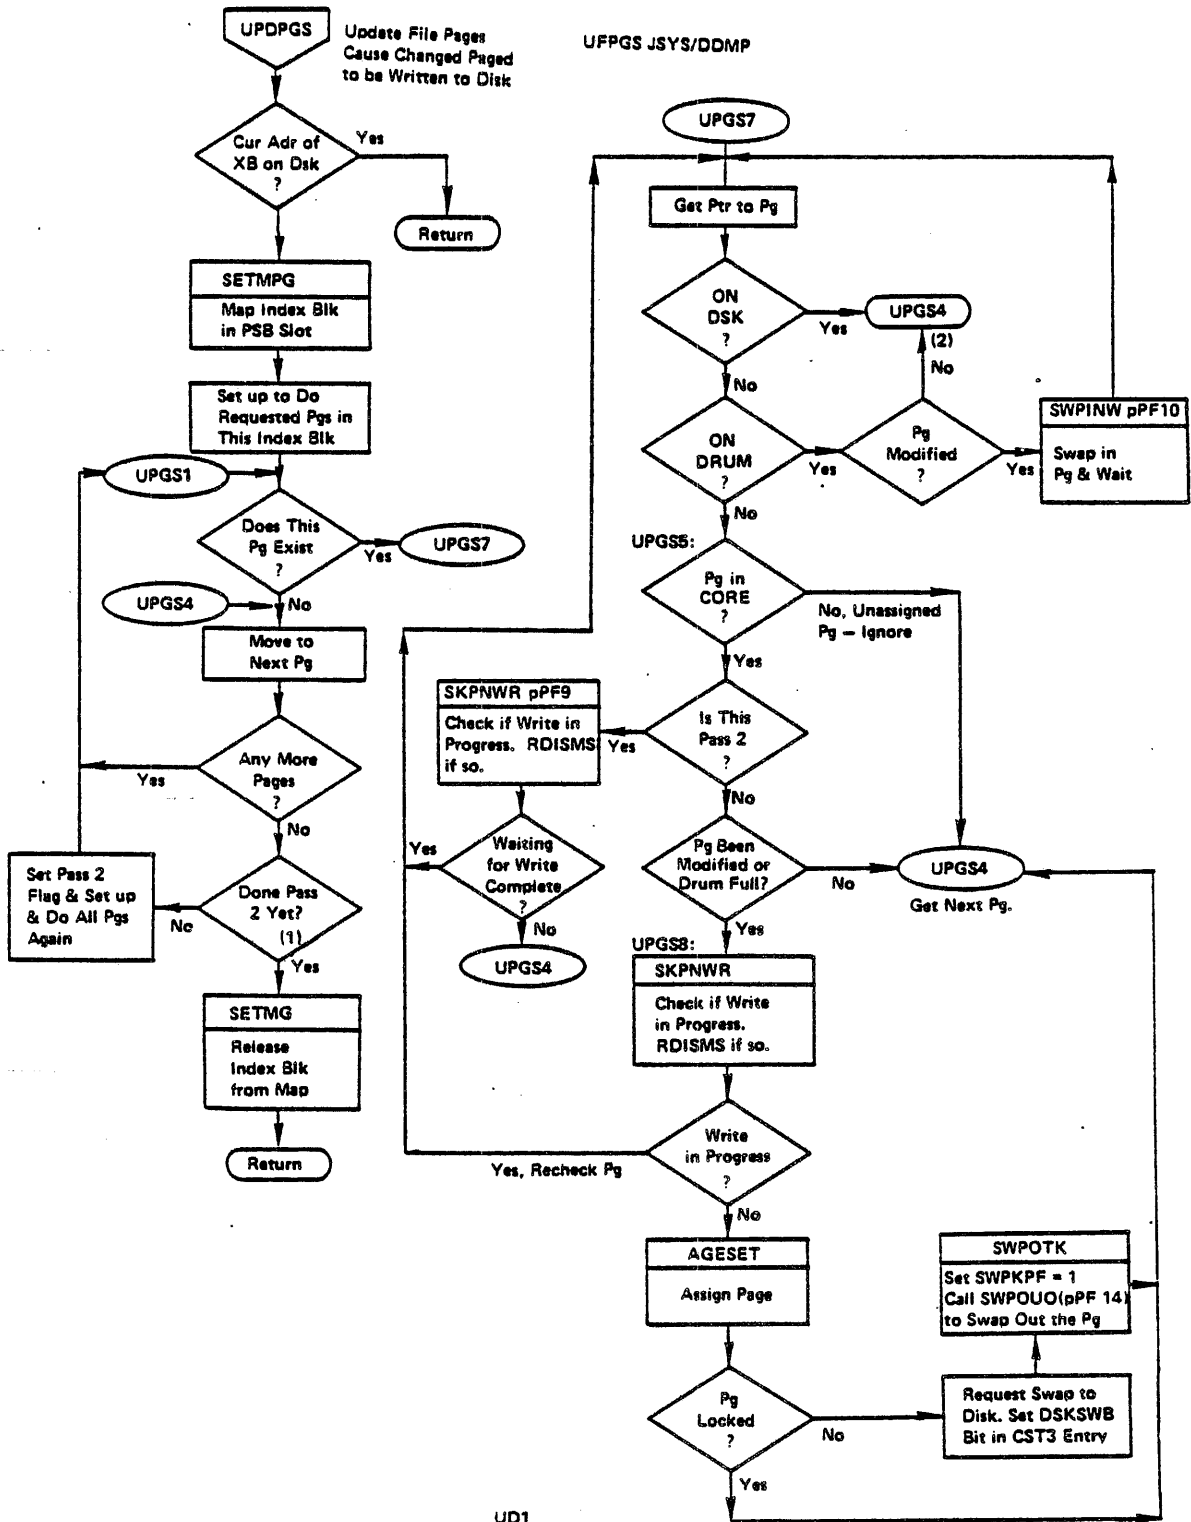 UPDPGS
Update File Pages
Cause Changed Paged
to be Written to Disk
UFPGS JSYS/DDMP
Cur Adr of
XB on Dsk
?
Yes
Return
SETMPG
Map Index Blk
in PSB Slot
Set up to Do
Requested Pgs in
This Index Blk
UPGS1
Does This
Pg Exist
?
Yes
UPGS7
UPGS4
No
Move to
Next Pg
Any More
Pages
?
Yes
No
Set Pass 2
Flag & Set up
& Do All Pgs
Again
Done Pass
2 Yet?
(1)
No
Yes
SETMG
Release
Index Blk
from Map
Return
UPGS7
Get Ptr to Pg
ON
DSK
?
Yes
UPGS4
(2)
No
No
ON
DRUM
?
Yes
Pg
Modified
?
Yes
SWPINW pPF10
Swap in
Pg & Wait
No
UPGS5:
Pg in
CORE
?
No, Unassigned
Pg – Ignore
Yes
SKPNWR pPF9
Check if Write in
Progress. RDISMS
if so.
Is This
Pass 2
?
Yes
No
Waiting
for Write
Complete
?
Yes
No
UPGS4
Pg Been
Modified or
Drum Full?
No
UPGS4
Get Next Pg.
Yes
UPGS8:
SKPNWR
Check if Write
in Progress.
RDISMS if so.
Write
in Progress
?
Yes, Recheck Pg
No
AGESET
Assign Page
SWPOTK
Set SWPKPF = 1
Call SWPOUO(pPF 14)
to Swap Out the Pg
Pg
Locked
?
No
Request Swap to
Disk. Set DSKSWB
Bit in CST3 Entry
Yes
UD1